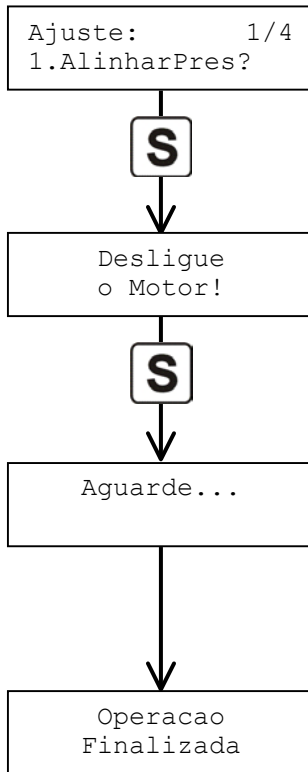 Ajuste: 1/4
1.AlinharPres?
S
Desligue
o Motor!
S
Aguarde...
Operacao
Finalizada